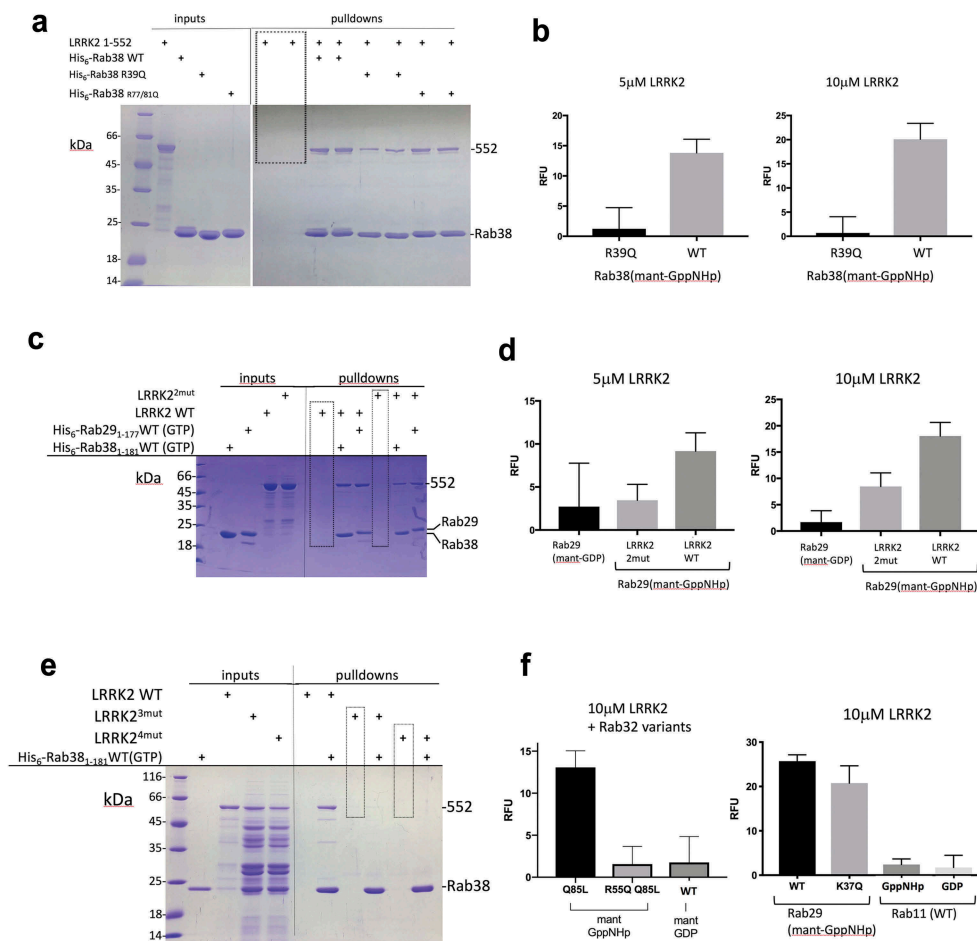 a
inputs pulldowns
LRRK2 1-552 + + + + + + + + +
His6-Rab38 WT + + +
His6-Rab38 R39Q + + +
His6-Rab38 R77/81Q + + +
kDa
66-
45-
35-
25-
18-
14-
-552
-Rab38
b
5µM LRRK2
RFU
25
20
15
10
5
0
R39Q WT
Rab38(mant-GppNHp)
10µM LRRK2
RFU
25
20
15
10
5
0
R39Q WT
Rab38(mant-GppNHp)
c
inputs pulldowns
LRRK2 2mut + + + +
LRRK2 WT + + + +
His6-Rab29 1-177 WT (GTP) + + +
His6-Rab38 1-181 WT (GTP) + + +
kDa
66-
45-
35-
25-
18-
-552
Rab29
Rab38
d
5µM LRRK2
RFU
20
15
10
5
0
Rab29 LRRK2 LRRK2
(mant-GDP) 2mut WT
Rab29(mant-GppNHp)
10µM LRRK2
RFU
25
20
15
10
5
0
Rab29 LRRK2 LRRK2
(mant-GDP) 2mut WT
Rab29(mant-GppNHp)
e
inputs pulldowns
LRRK2 WT + + +
LRRK2 3mut + + +
LRRK2 4mut + + +
His6-Rab38 1-181 WT(GTP) + + + +
kDa
116-
66-
45-
35-
25-
18-
14-
-552
-Rab38
f
10µM LRRK2
+ Rab32 variants
RFU
15
10
5
0
Q85L R55Q Q85L WT
mant mant
GppNHp GDP
10µM LRRK2
RFU
30
20
10
0
WT K37Q GppNHp GDP
Rab29 Rab11 (WT)
(mant-GppNHp)